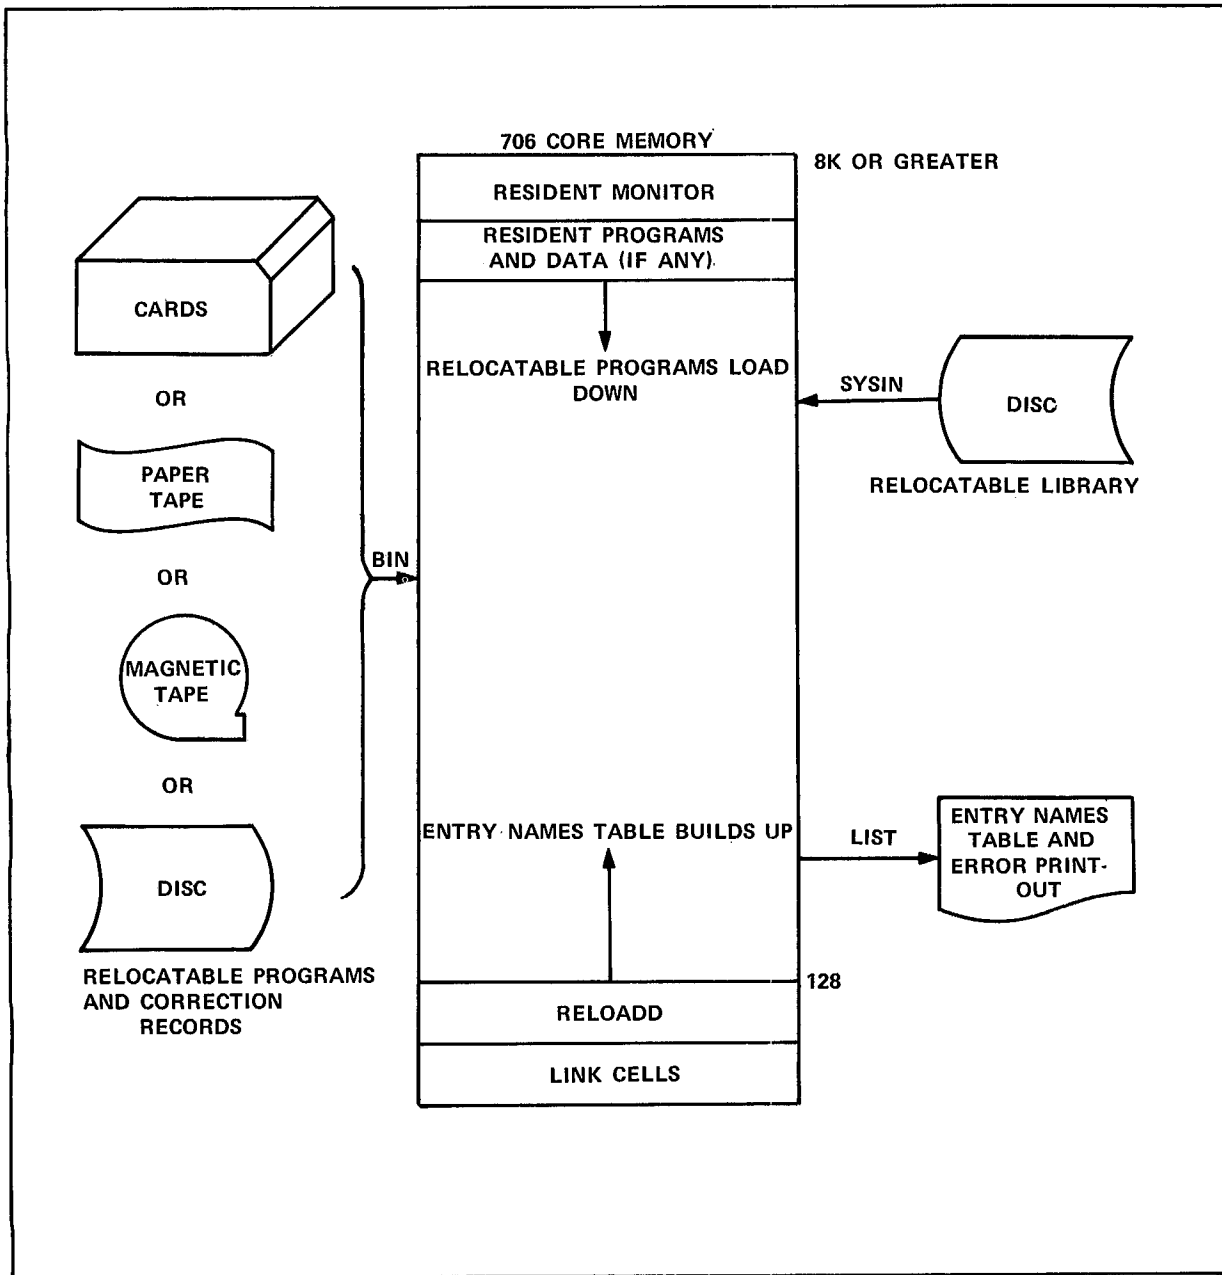 706 CORE MEMORY
8K OR GREATER
RESIDENT MONITOR
RESIDENT PROGRAMS
AND DATA (IF ANY)
CARDS
RELOCATABLE PROGRAMS LOAD
DOWN
SYSIN
DISC
RELOCATABLE LIBRARY
OR
PAPER
TAPE
BIN
OR
MAGNETIC
TAPE
OR
ENTRY NAMES TABLE BUILDS UP
LIST
ENTRY NAMES
TABLE AND
ERROR PRINT-
OUT
DISC
RELOCATABLE PROGRAMS
AND CORRECTION
RECORDS
128
RELOADD
LINK CELLS